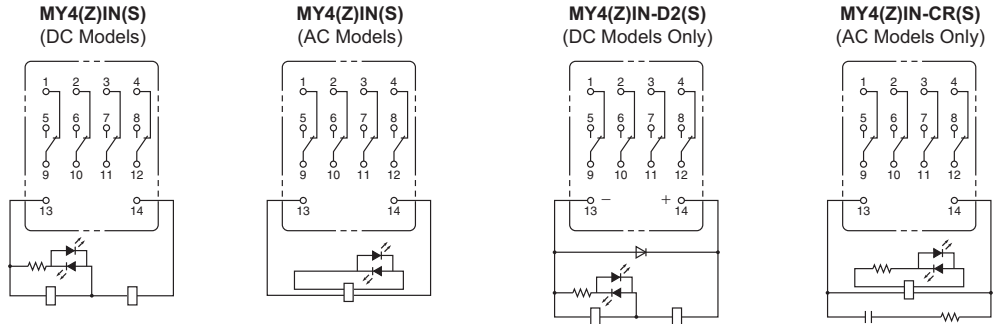 MY4(Z)IN(S)
(DC Models)
1 2 3 4
5 6 7 8
9 10 11 12
13 14
MY4(Z)IN(S)
(AC Models)
1 2 3 4
5 6 7 8
9 10 11 12
13 14
MY4(Z)IN-D2(S)
(DC Models Only)
1 2 3 4
5 6 7 8
9 10 11 12
13 − + 14
MY4(Z)IN-CR(S)
(AC Models Only)
1 2 3 4
5 6 7 8
9 10 11 12
13 14